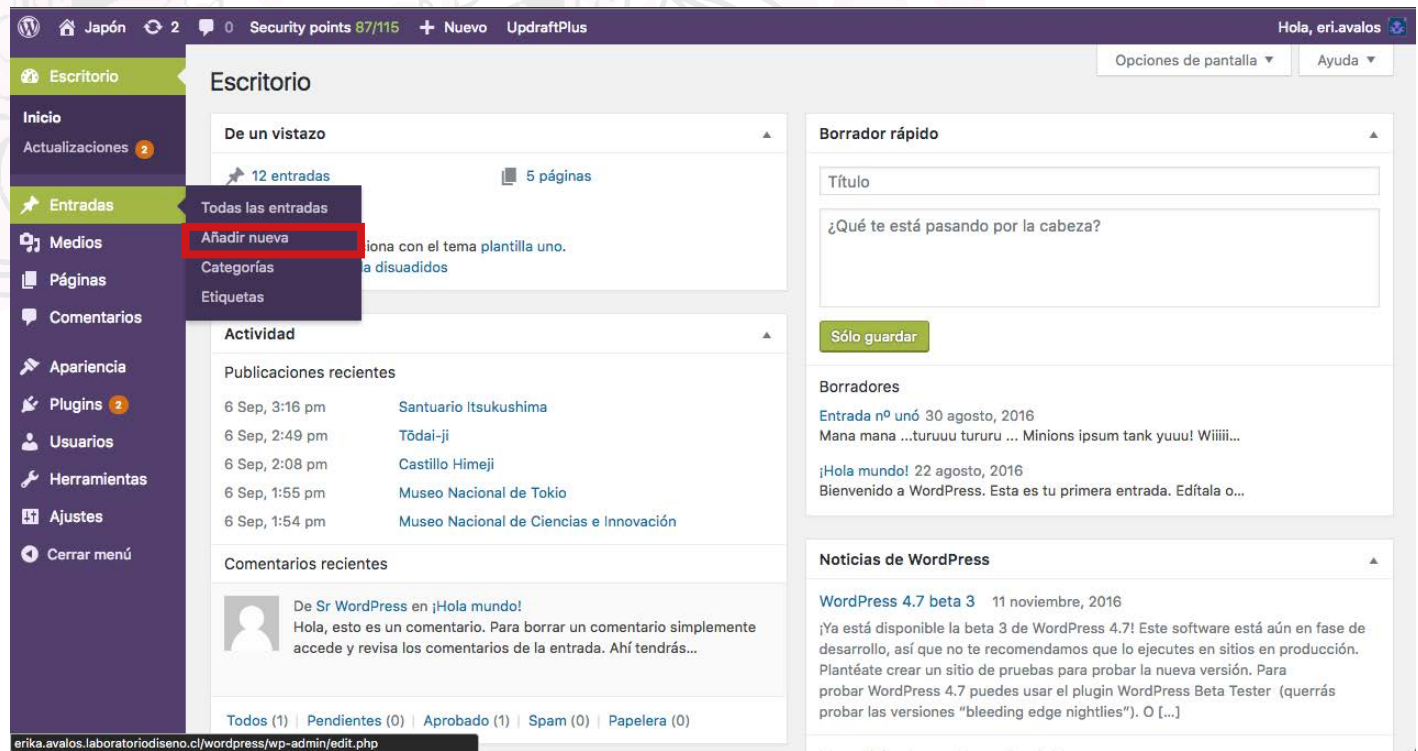 Japón 2 0 Security points 87/115 + Nuevo UpdraftPlus Hola, eri.avalos
Opciones de pantalla Ayuda
Escritorio
Inicio
Actualizaciones 2
Entradas
Medios
Páginas
Comentarios
Apariencia
Plugins 2
Usuarios
Herramientas
Ajustes
Cerrar menú
Todas las entradas
Añadir nueva
Categorías
Etiquetas
Escritorio
De un vistazo
12 entradas 5 páginas
con el tema plantilla uno.
disuadidos
Actividad
Publicaciones recientes
6 Sep, 3:16 pm Santuario Itsukushima
6 Sep, 2:49 pm Tōdai-ji
6 Sep, 2:08 pm Castillo Himeji
6 Sep, 1:55 pm Museo Nacional de Tokio
6 Sep, 1:54 pm Museo Nacional de Ciencias e Innovación
Comentarios recientes
De Sr WordPress en ¡Hola mundo!
Hola, esto es un comentario. Para borrar un comentario simplemente
accede y revisa los comentarios de la entrada. Ahí tendrás...
Todos (1) | Pendientes (0) | Aprobado (1) | Spam (0) | Papelera (0)
Borrador rápido
Título
¿Qué te está pasando por la cabeza?
Sólo guardar
Borradores
Entrada nº unó 30 agosto, 2016
Mana mana ...turuuu tururu ... Minions ipsum tank yuuu! Wiiiii...
¡Hola mundo! 22 agosto, 2016
Bienvenido a WordPress. Esta es tu primera entrada. Edítala o...
Noticias de WordPress
WordPress 4.7 beta 3 11 noviembre, 2016
¡Ya está disponible la beta 3 de WordPress 4.7! Este software está aún en fase de
desarrollo, así que no te recomendamos que lo ejecutes en sitios en producción.
Plantéate crear un sitio de pruebas para probar la nueva versión. Para
probar WordPress 4.7 puedes usar el plugin WordPress Beta Tester (querrás
probar las versiones “bleeding edge nightlies”). O [...]
erika.avalos.laboratoriodiseno.cl/wordpress/wp-admin/edit.php